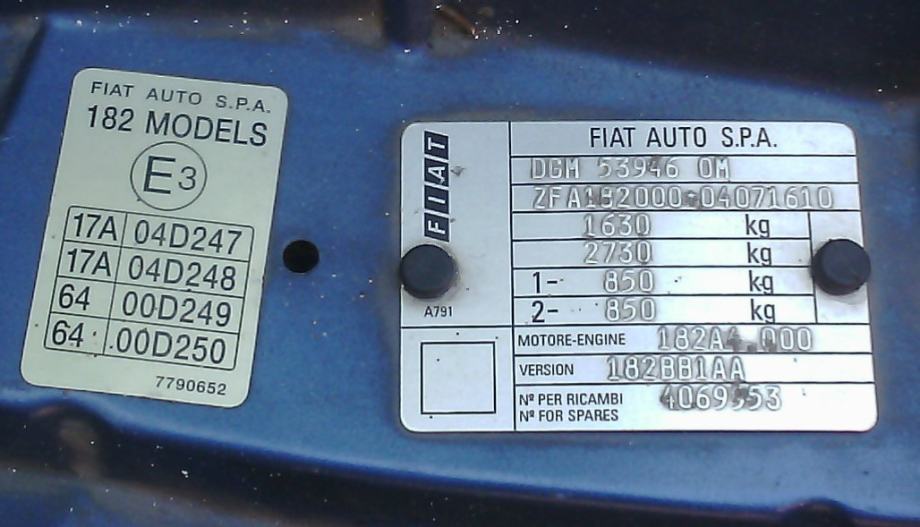 FIAT AUTO S.P.A.
182 MODELS
E3
17A 04D247
17A 04D248
64 00D249
64 00D250
7790652
FIAT
A791
FIAT AUTO S.P.A.
DGM 53946 OM
ZFA182000-04071610
1630 kg
2730 kg
1- 850 kg
2- 850 kg
MOTORE-ENGINE 182A4.000
VERSION 182BB1AA
Nº PER RICAMBI
Nº FOR SPARES